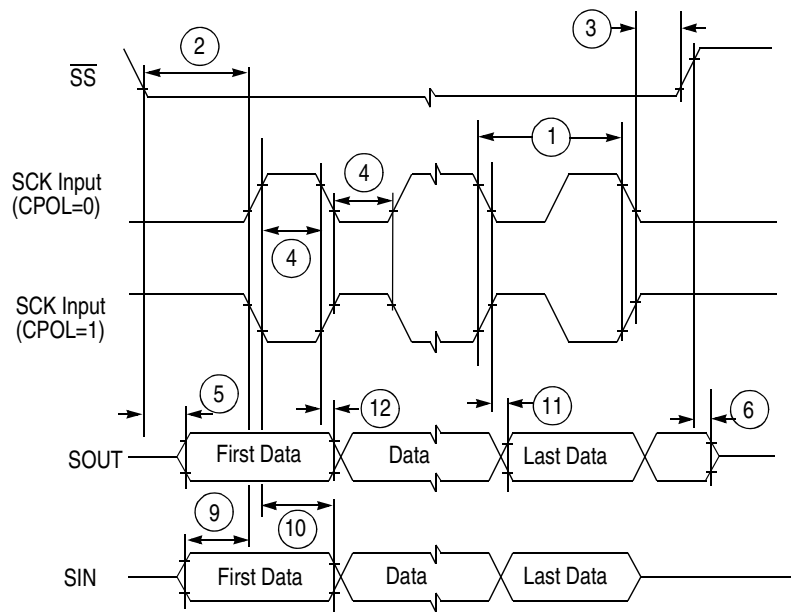 2
3
SS
1
SCK Input
(CPOL=0)
4
4
SCK Input
(CPOL=1)
5
12
11
6
SOUT
First Data
Data
Last Data
9
10
SIN
First Data
Data
Last Data